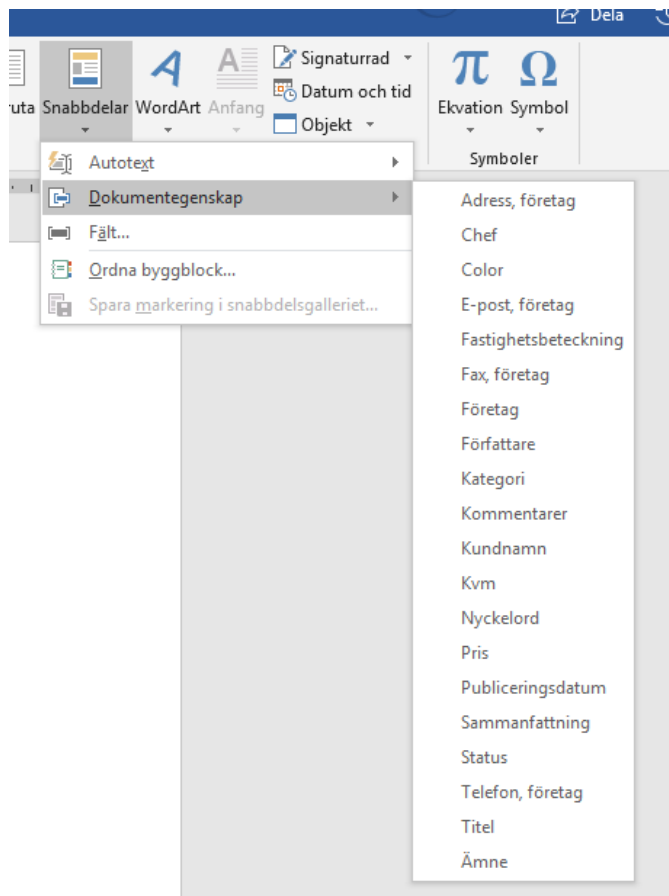 Dela
Signaturrad
Datum och tid
Objekt
Snabbdelar WordArt Anfang
Ekvation Symbol
Symboler
Autotext
Dokumentegenskap
Fält...
Ordna byggblock...
Spara markering i snabbdelsgalleriet...
Adress, företag
Chef
Color
E-post, företag
Fastighetsbeteckning
Fax, företag
Företag
Författare
Kategori
Kommentarer
Kundnamn
Kvm
Nyckelord
Pris
Publiceringsdatum
Sammanfattning
Status
Telefon, företag
Titel
Ämne